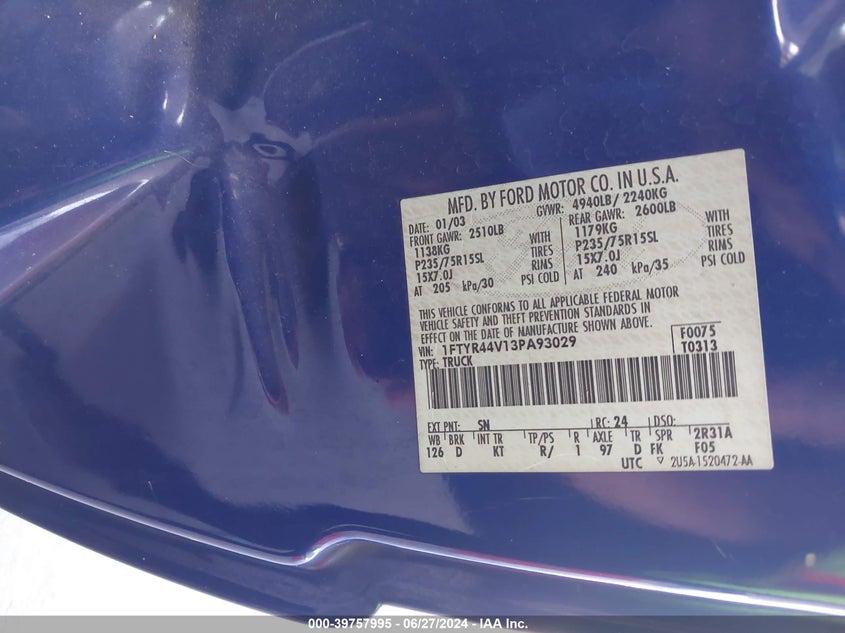 MFD. BY FORD MOTOR CO. IN U.S.A.
DATE: 01/03 GVWR: 4940LB/ 2240KG
FRONT GAWR: 2510LB REAR GAWR: 2600LB
1138KG WITH 1179KG WITH
P235/75R15SL TIRES P235/75R15SL TIRES
15X7.0J RIMS 15X7.0J RIMS
AT 205 kPa/30 PSI COLD AT 240 kPa/35 PSI COLD
THIS VEHICLE CONFORMS TO ALL APPLICABLE FEDERAL MOTOR
VEHICLE SAFETY AND THEFT PREVENTION STANDARDS IN
EFFECT ON THE DATE OF MANUFACTURE SHOWN ABOVE.
VIN: 1FTYR44V13PA93029 F0075
TYPE: TRUCK T0313
EXT PNT: SN RC: 24 DSO:
WB BRK INT TR TP/PS R AXLE TR SPR 2R31A
126 D KT R/ 1 97 D FK F05
UTC ▽ 2U5A-1520472-AA
000-39757995 - 06/27/2024 - IAA Inc.